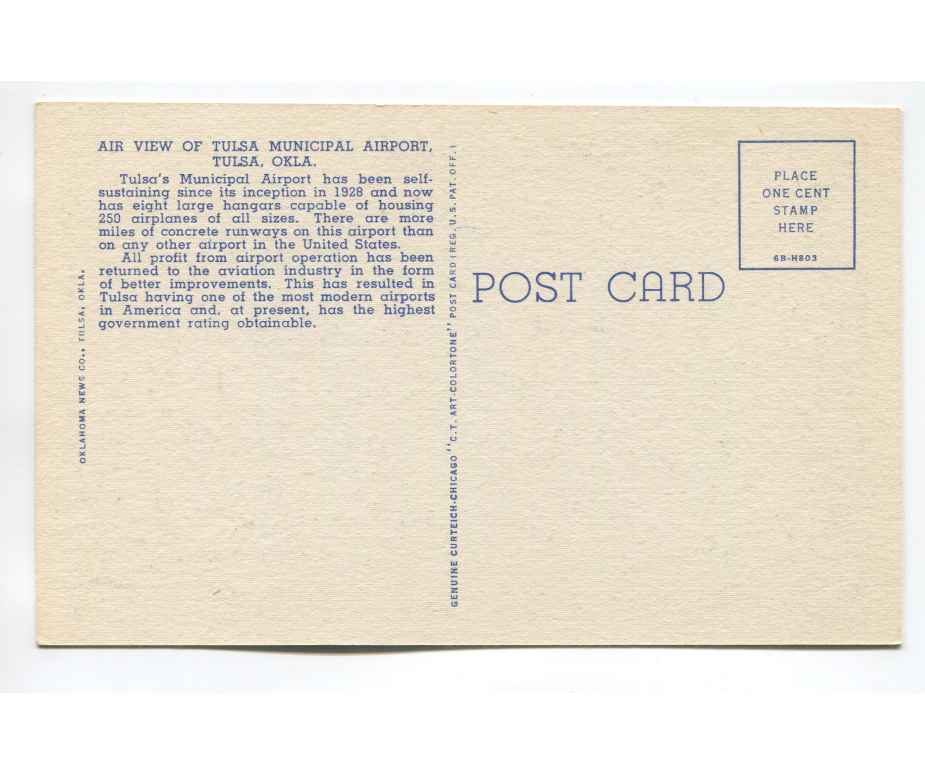 AIR VIEW OF TULSA MUNICIPAL AIRPORT,
TULSA, OKLA.
Tulsa's Municipal Airport has been self-
sustaining since its inception in 1928 and now
has eight large hangars capable of housing
250 airplanes of all sizes. There are more
miles of concrete runways on this airport than
on any other airport in the United States.
All profit from airport operation has been
returned to the aviation industry in the form
of better improvements. This has resulted in
Tulsa having one of the most modern airports
in America and, at present, has the highest
government rating obtainable.
OKLAHOMA NEWS CO., TULSA, OKLA.
GENUINE CURTEICH-CHICAGO "C.T. ART-COLORTONE" POST CARD (REG. U.S. PAT. OFF.)
POST CARD
PLACE
ONE CENT
STAMP
HERE
6B-H803